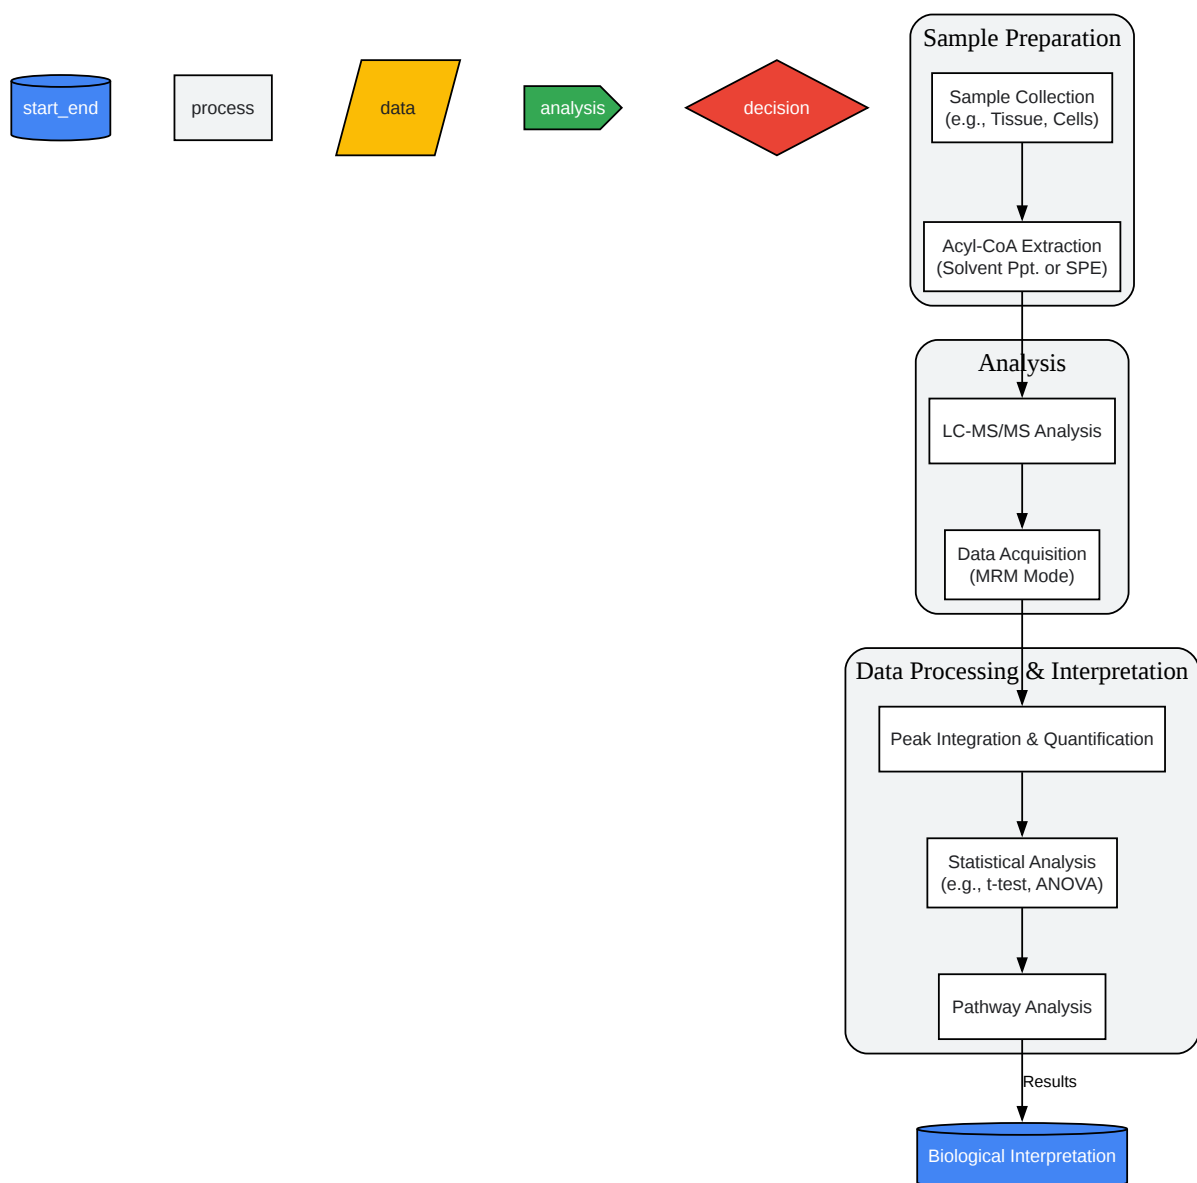 start_end
process
data
analysis
decision
Sample Preparation
Sample Collection
(e.g., Tissue, Cells)
Acyl-CoA Extraction
(Solvent Ppt. or SPE)
Analysis
LC-MS/MS Analysis
Data Acquisition
(MRM Mode)
Data Processing & Interpretation
Peak Integration & Quantification
Statistical Analysis
(e.g., t-test, ANOVA)
Pathway Analysis
Results
Biological Interpretation